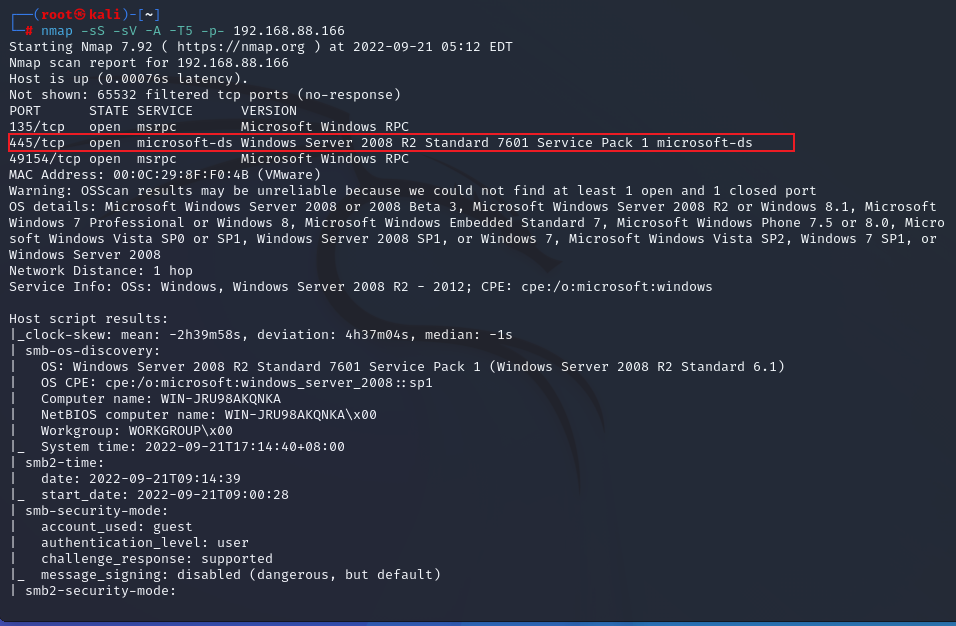 ┌──(root㉿kali)-[~]
└─# nmap -sS -sV -A -T5 -p- 192.168.88.166
Starting Nmap 7.92 ( https://nmap.org ) at 2022-09-21 05:12 EDT
Nmap scan report for 192.168.88.166
Host is up (0.00076s latency).
Not shown: 65532 filtered tcp ports (no-response)
PORT      STATE SERVICE      VERSION
135/tcp   open  msrpc        Microsoft Windows RPC
445/tcp   open  microsoft-ds Windows Server 2008 R2 Standard 7601 Service Pack 1 microsoft-ds
49154/tcp open  msrpc        Microsoft Windows RPC
MAC Address: 00:0C:29:8F:F0:4B (VMware)
Warning: OSScan results may be unreliable because we could not find at least 1 open and 1 closed port
OS details: Microsoft Windows Server 2008 or 2008 Beta 3, Microsoft Windows Server 2008 R2 or Windows 8.1, Microsoft
Windows 7 Professional or Windows 8, Microsoft Windows Embedded Standard 7, Microsoft Windows Phone 7.5 or 8.0, Micro
soft Windows Vista SP0 or SP1, Windows Server 2008 SP1, or Windows 7, Microsoft Windows Vista SP2, Windows 7 SP1, or
Windows Server 2008
Network Distance: 1 hop
Service Info: OSs: Windows, Windows Server 2008 R2 - 2012; CPE: cpe:/o:microsoft:windows

Host script results:
|_clock-skew: mean: -2h39m58s, deviation: 4h37m04s, median: -1s
| smb-os-discovery:
|   OS: Windows Server 2008 R2 Standard 7601 Service Pack 1 (Windows Server 2008 R2 Standard 6.1)
|   OS CPE: cpe:/o:microsoft:windows_server_2008::sp1
|   Computer name: WIN-JRU98AKQNKA
|   NetBIOS computer name: WIN-JRU98AKQNKA\x00
|   Workgroup: WORKGROUP\x00
|_  System time: 2022-09-21T17:14:40+08:00
| smb2-time:
|   date: 2022-09-21T09:14:39
|_  start_date: 2022-09-21T09:00:28
| smb-security-mode:
|   account_used: guest
|   authentication_level: user
|   challenge_response: supported
|_  message_signing: disabled (dangerous, but default)
| smb2-security-mode: